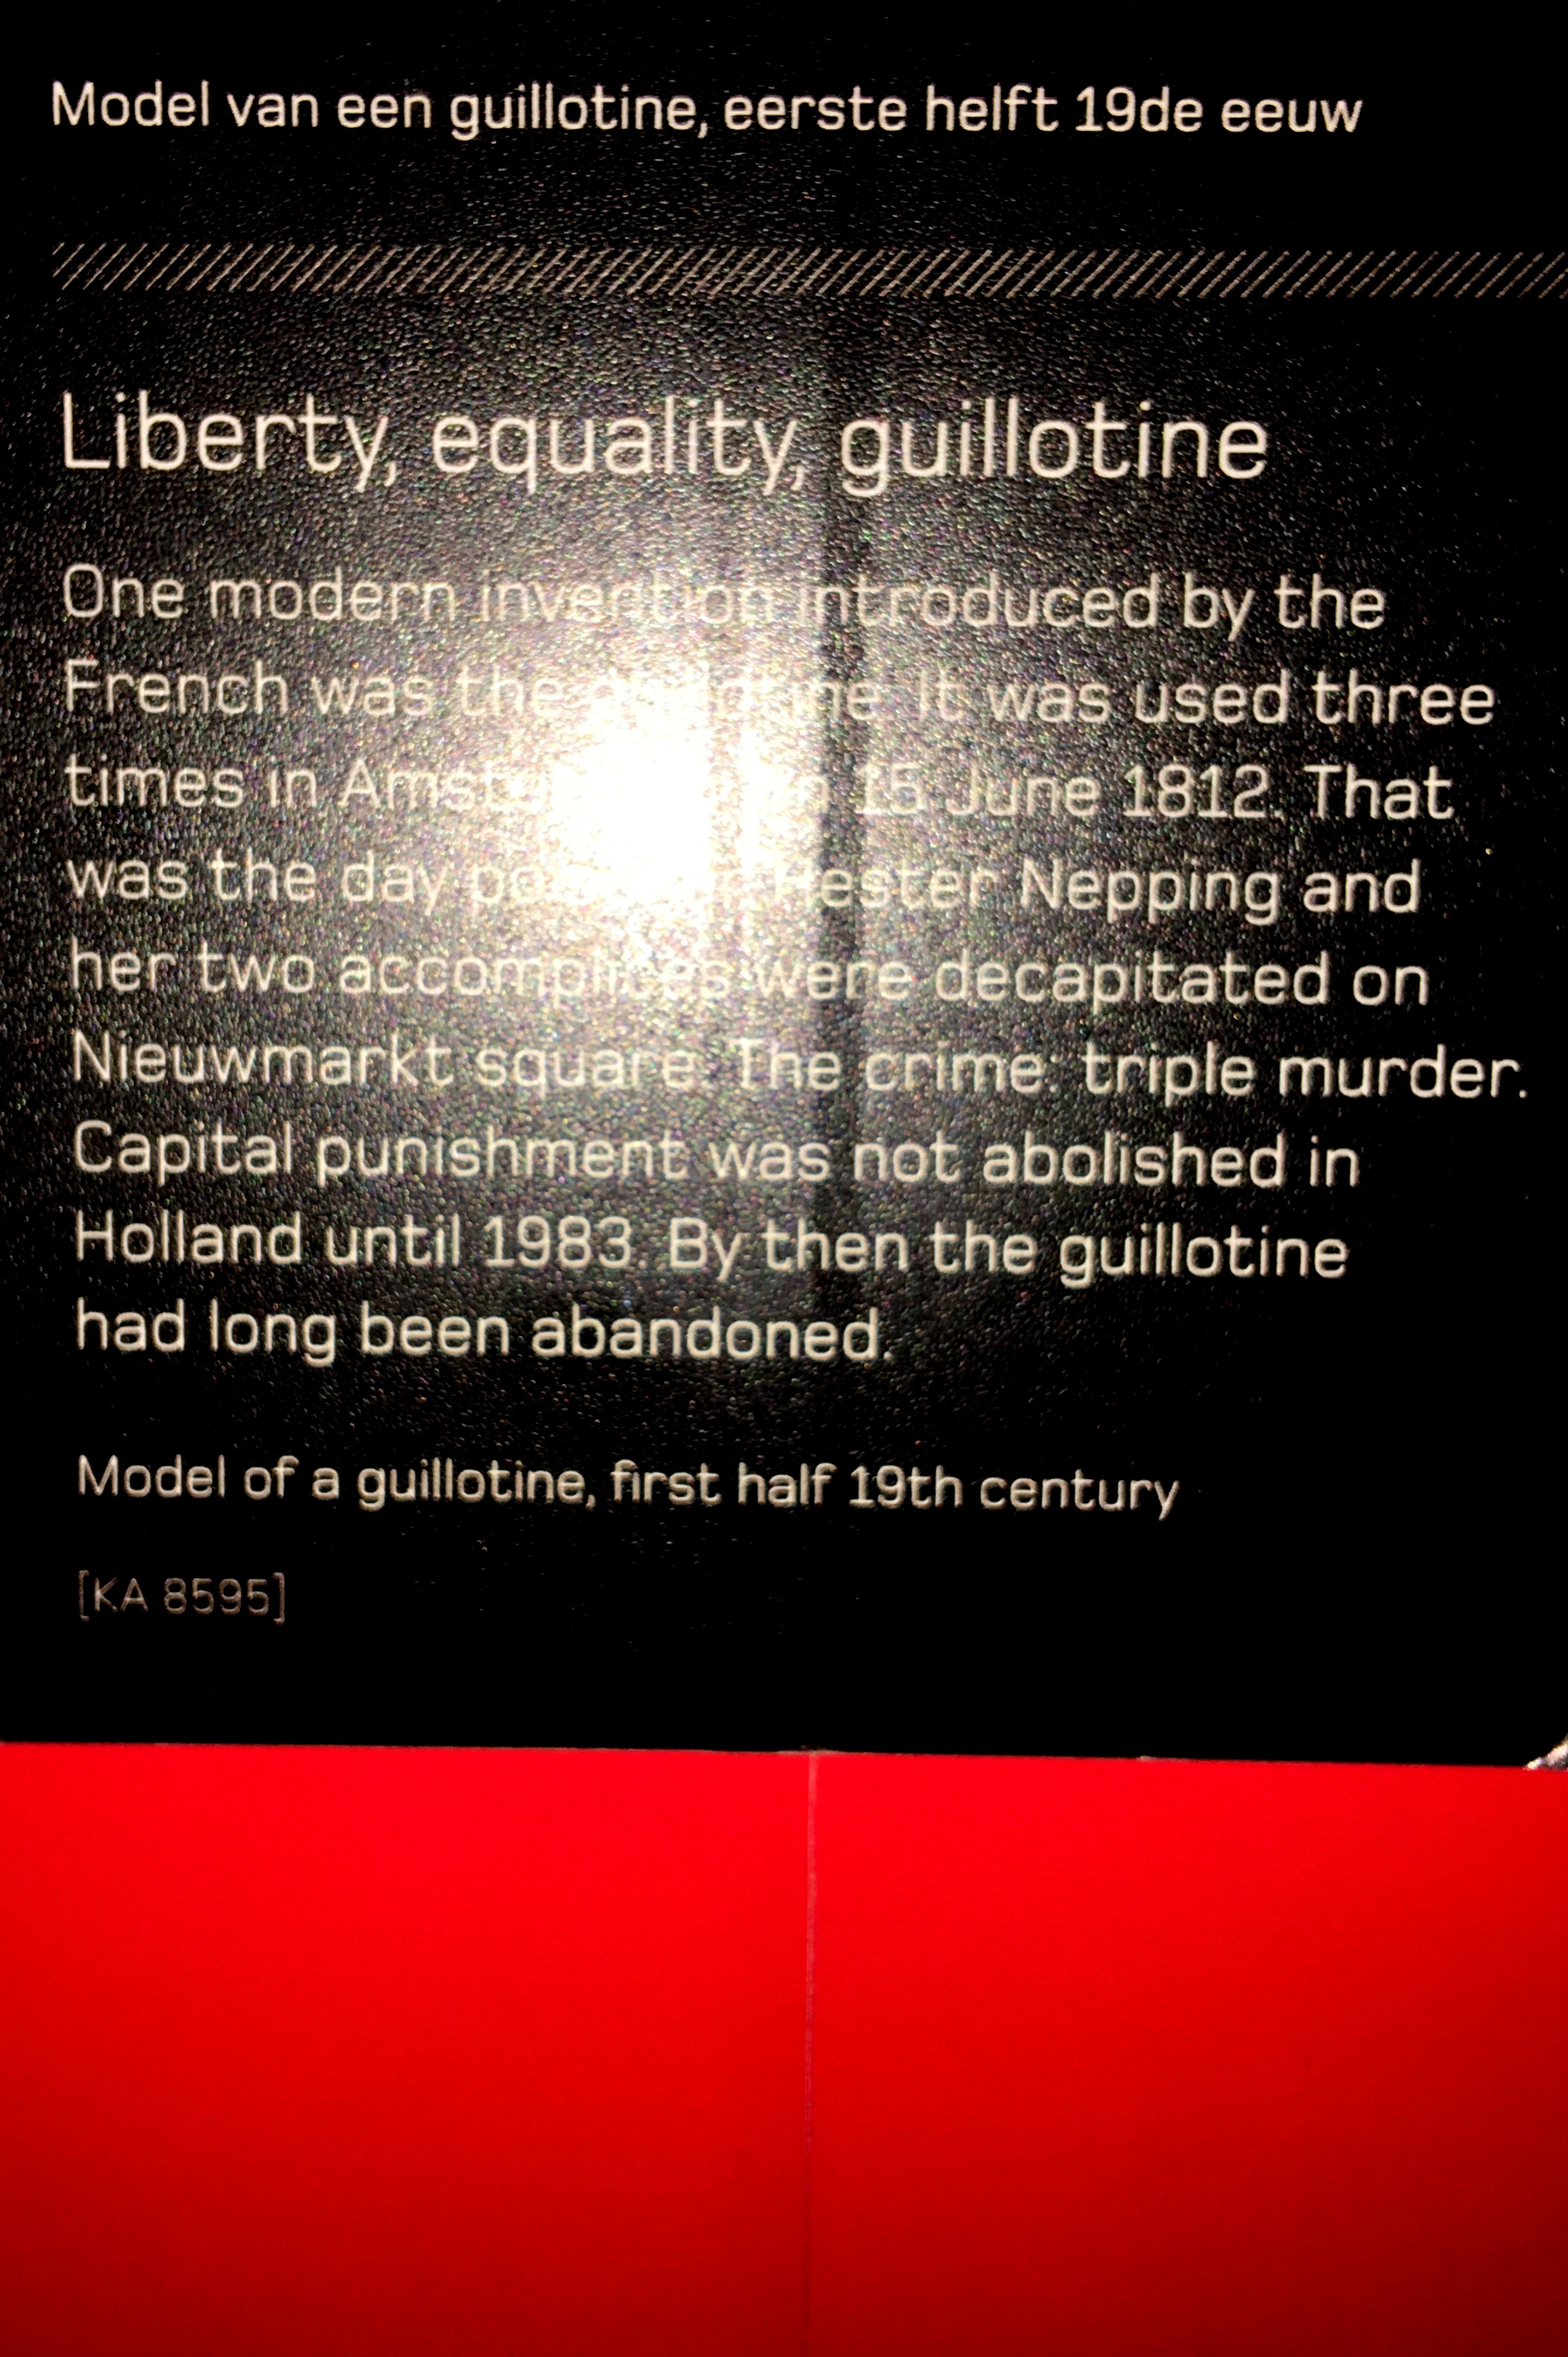 Model van een guillotine, eerste helft 19de eeuw
Liberty, equality, guillotine
One modern invention introduced by the
French was the guillotine. It was used three
times in 15 June 1812. That
was the day Hester Nepping and
her two accomplices were decapitated on
Nieuwmarkt square. The crime: triple murder.
Capital punishment was not abolished in
Holland until 1983. By then the guillotine
had long been abandoned.
Model of a guillotine, first half 19th century
[KA 8595]